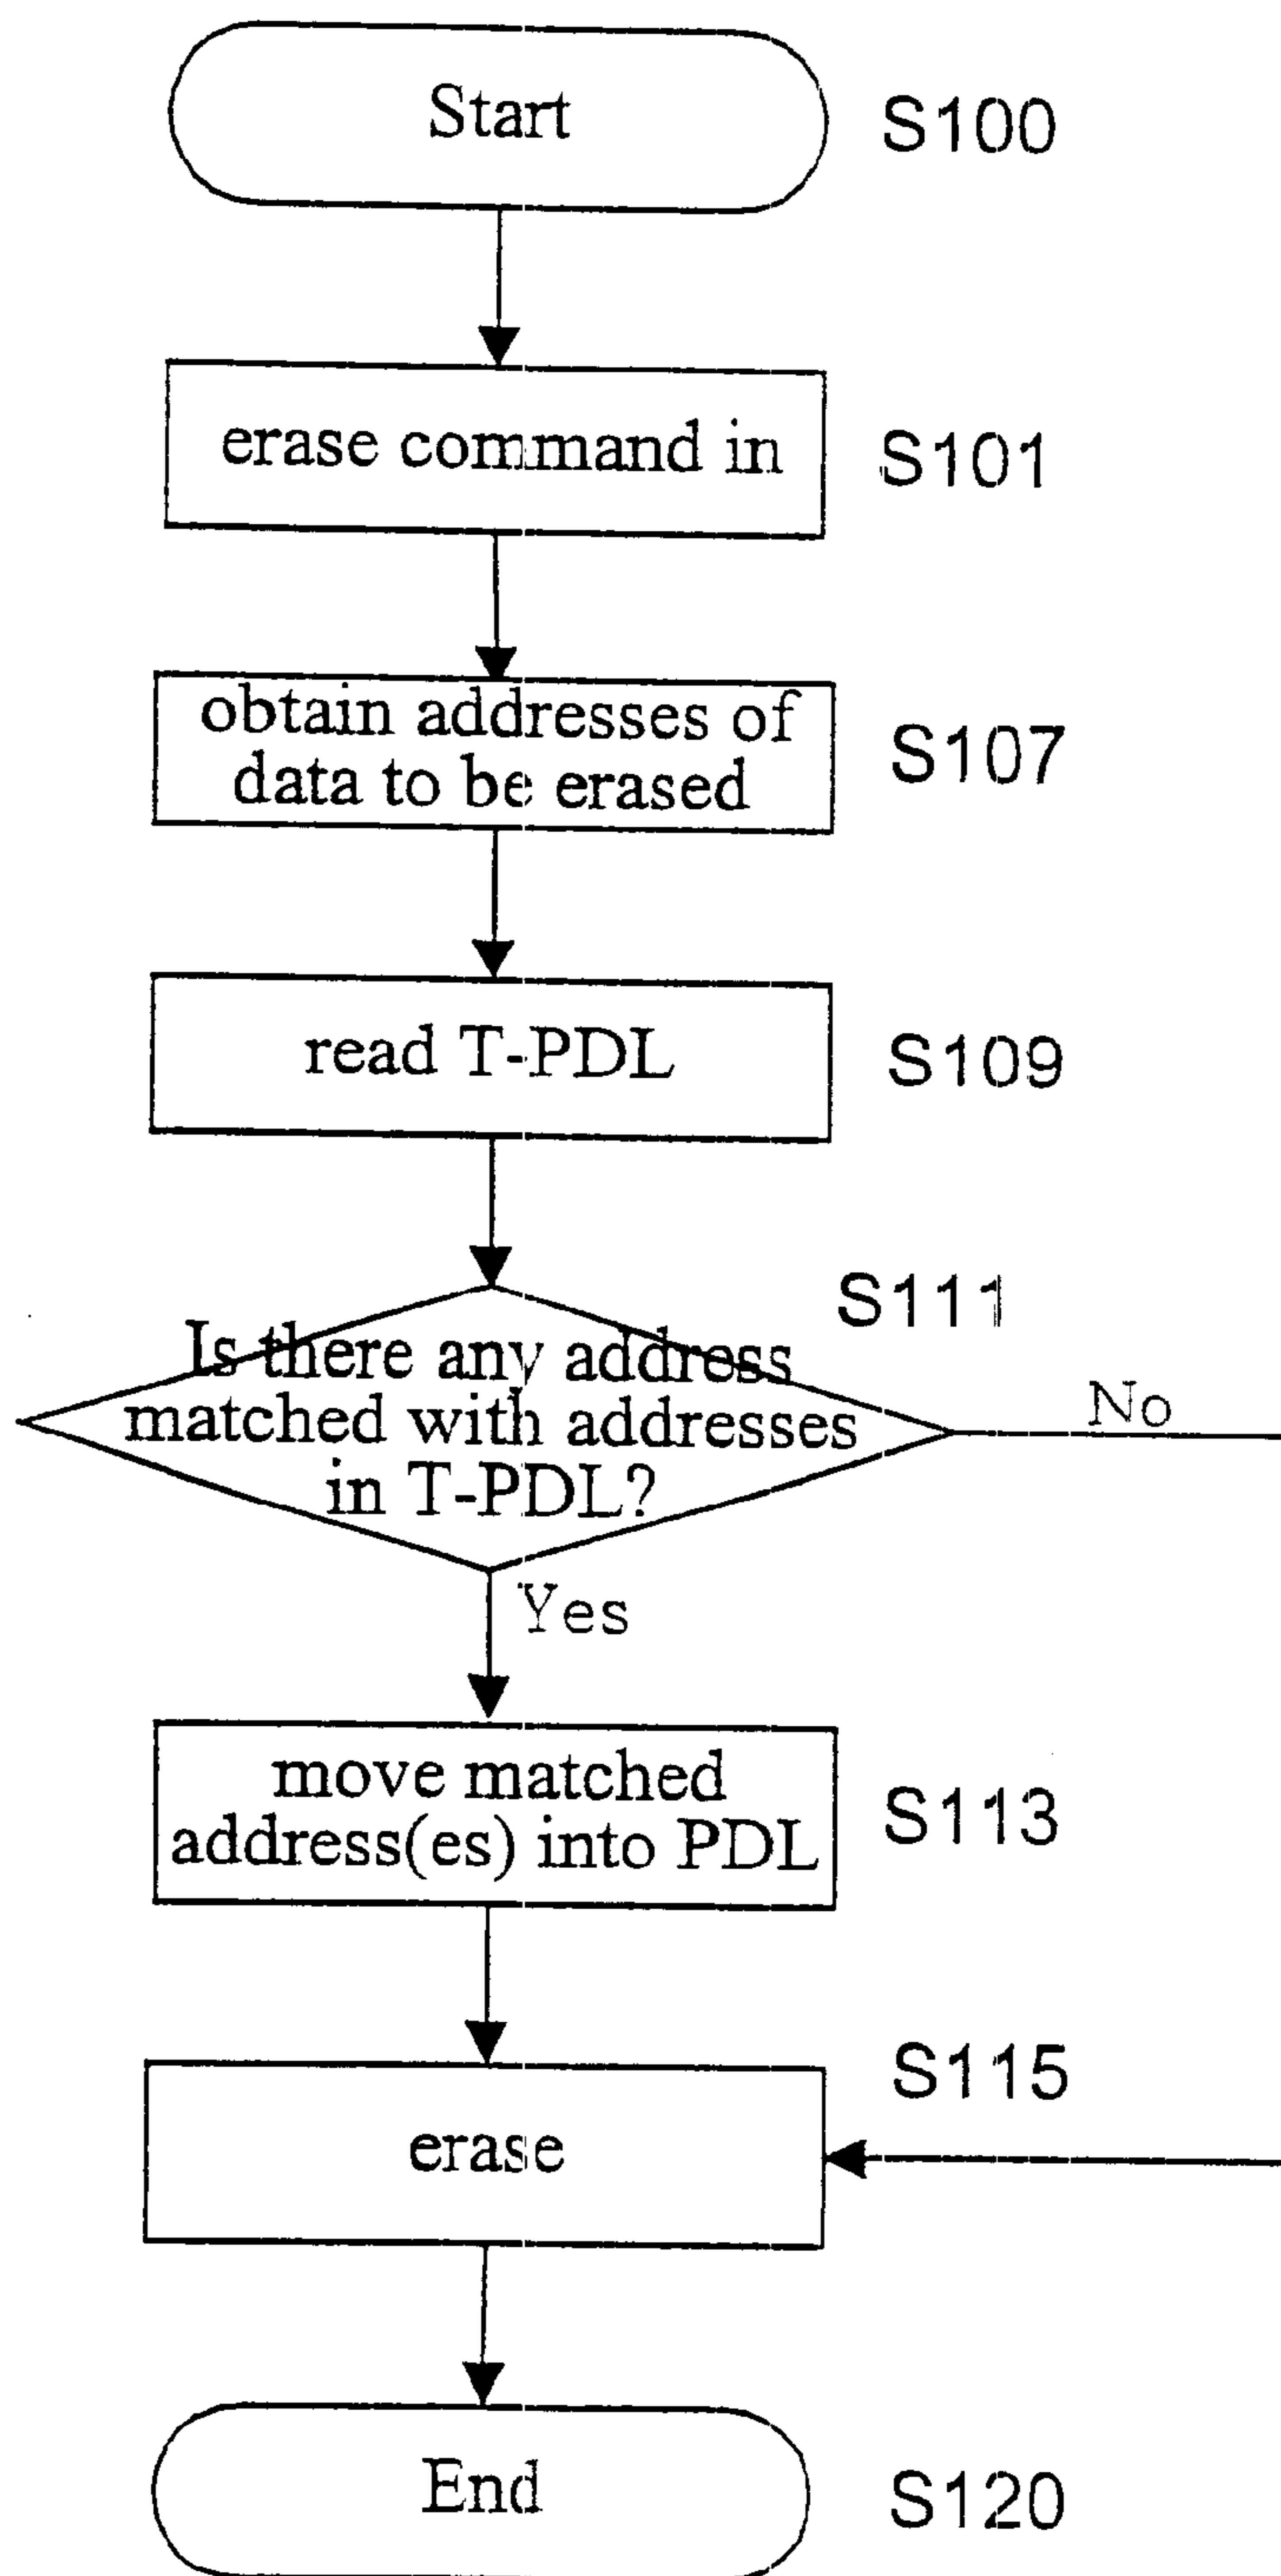 Start
S100
erase command in
S101
obtain addresses of
data to be erased
S107
read T-PDL
S109
S111
Is there any address
matched with addresses
in T-PDL?
No
Yes
move matched
address(es) into PDL
S113
S115
erase
End
S120